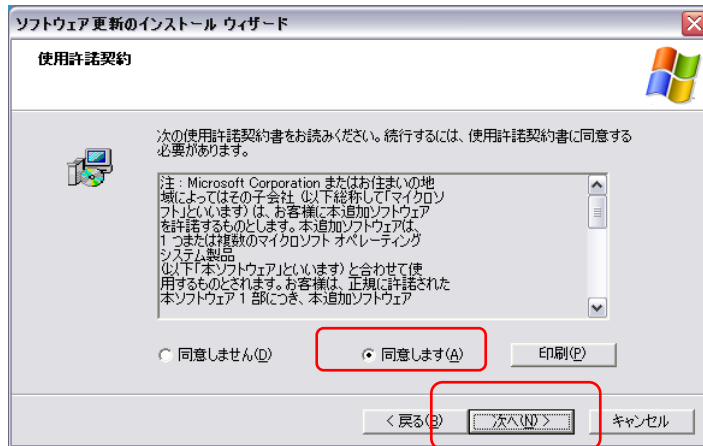 ソフトウェア更新のインストール ウィザード
使用許諾契約
次の使用許諾契約書をお読みください。続行するには、使用許諾契約書に同意する
必要があります。
注 : Microsoft Corporation またはお住まいの地
域によってはその子会社 (以下総称して「マイクロソ
フト」といいます) は、お客様に本追加ソフトウェア
を許諾するものとします。本追加ソフトウェアは、
1 つまたは複数のマイクロソフト オペレーティング
システム製品
(以下「本ソフトウェア」といいます) と合わせて使
用するものとされます。お客様は、正規に許諾された
本ソフトウェア 1 部につき、本追加ソフトウェア
同意しません(D)
同意します(A)
印刷(P)
< 戻る(B)
次へ(N) >
キャンセル